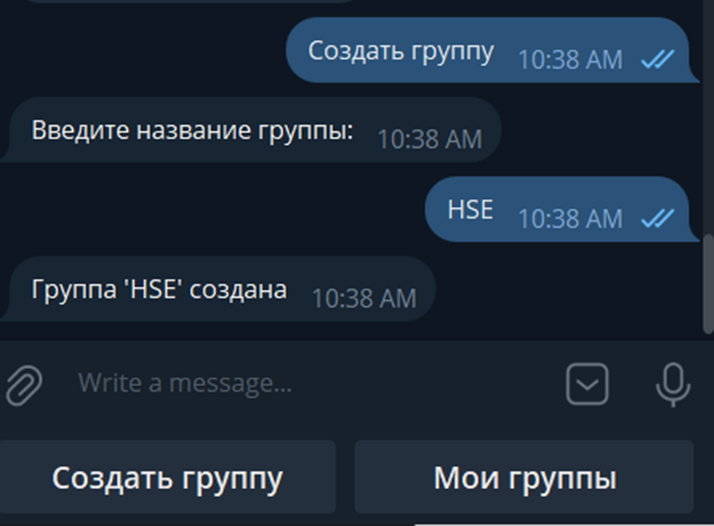 Создать группу 10:38 AM
Введите название группы: 10:38 AM
HSE 10:38 AM
Группа 'HSE' создана 10:38 AM
Write a message...
Создать группу Мои группы